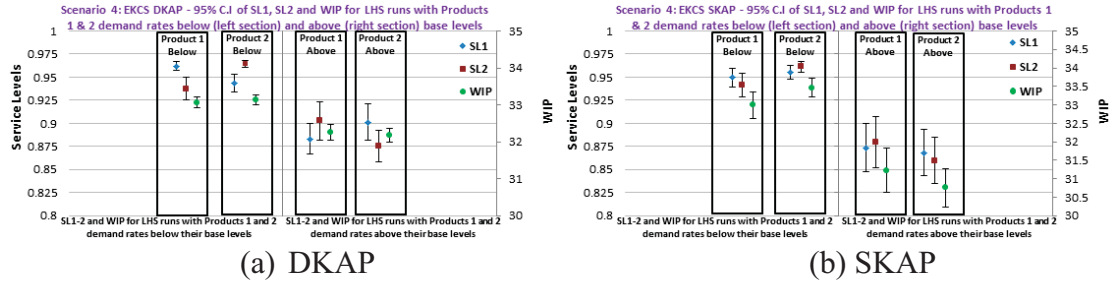 Scenario 4: EKCS DKAP - 95% C.I of SL1, SL2 and WIP for LHS runs with Products
1 & 2 demand rates below (left section) and above (right section) base levels
1
0.975
0.95
0.925
0.9
0.875
0.85
0.825
0.8
Service Levels
Product 1
Below
Product 2
Below
Product 1
Above
Product 2
Above
SL1
SL2
WIP
35
34
33
32
31
30
WIP
SL1-2 and WIP for LHS runs with Products 1 and 2
demand rates below their base levels
SL1-2 and WIP for LHS runs with Products 1 and 2
demand rates above their base levels
(a) DKAP
Scenario 4: EKCS SKAP - 95% C.I of SL1, SL2 and WIP for LHS runs with Products 1
& 2 demand rates below (left section) and above (right section) base levels
1
0.975
0.95
0.925
0.9
0.875
0.85
0.825
0.8
Service Levels
Product 1
Below
Product 2
Below
Product 1
Above
Product 2
Above
SL1
SL2
WIP
35
34.5
34
33.5
33
32.5
32
31.5
31
30.5
30
WIP
SL1-2 and WIP for LHS runs with Products 1 and 2
demand rates below their base levels
SL1-2 and WIP for LHS runs with Products 1 and 2
demand rates above their base levels
(b) SKAP